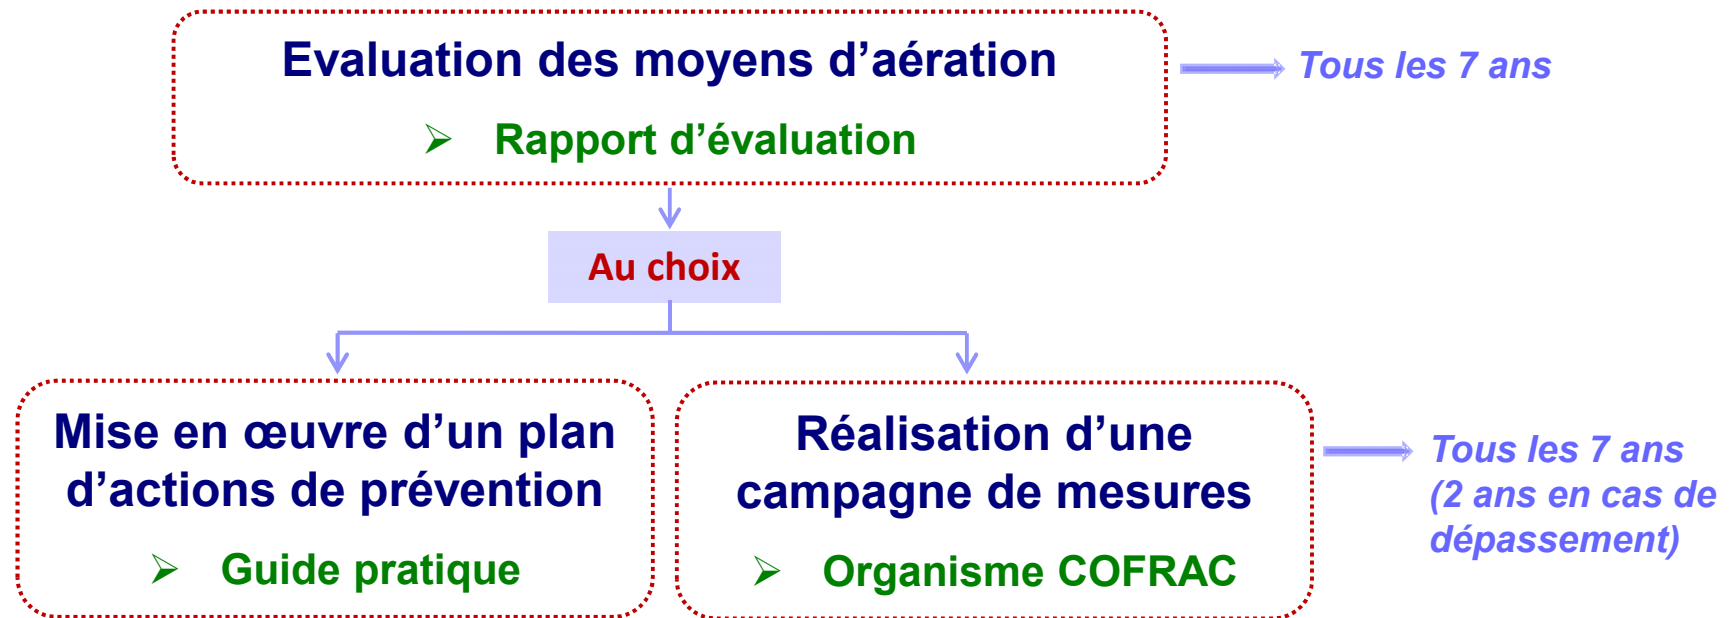 Evaluation des moyens d’aération
➢ Rapport d’évaluation
Tous les 7 ans
Au choix
Mise en œuvre d’un plan
d’actions de prévention
➢ Guide pratique
Réalisation d’une
campagne de mesures
➢ Organisme COFRAC
Tous les 7 ans
(2 ans en cas de
dépassement)